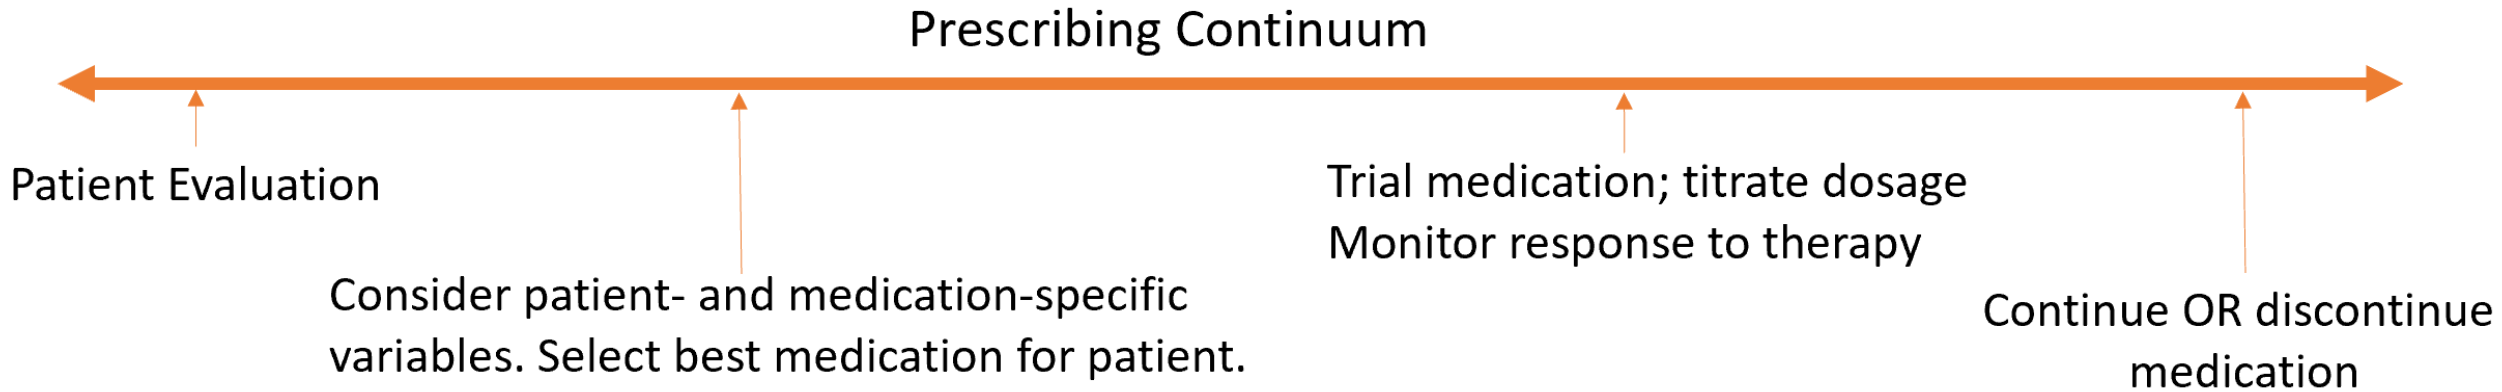 Prescribing Continuum
Patient Evaluation
Consider patient- and medication-specific
variables. Select best medication for patient.
Trial medication; titrate dosage
Monitor response to therapy
Continue OR discontinue
medication